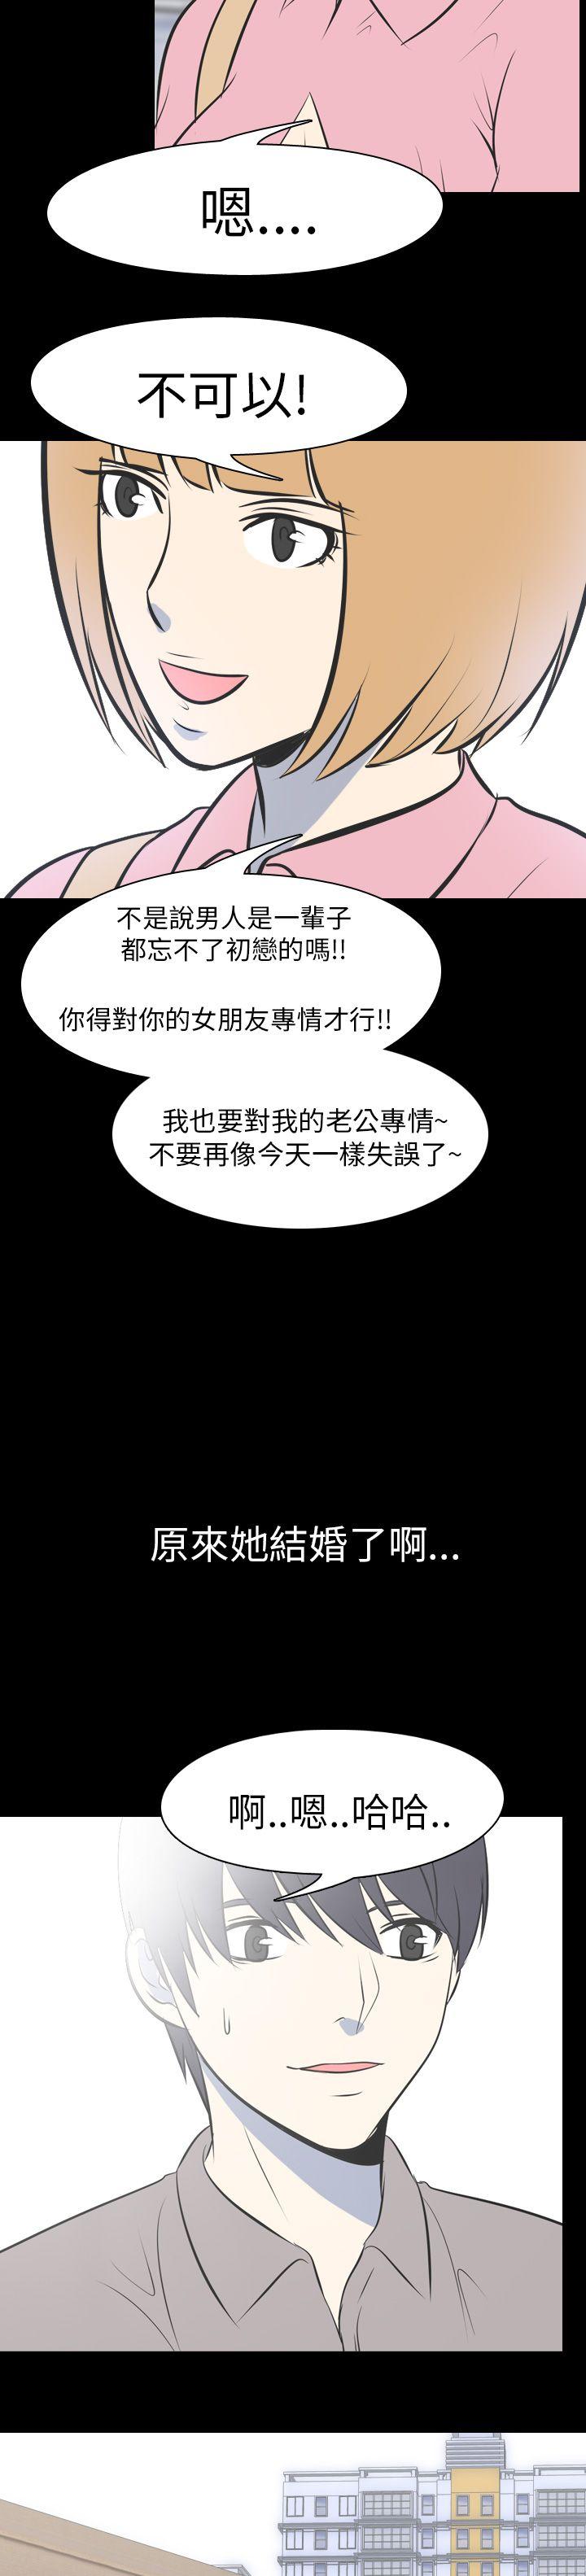 嗯....
不可以!
不是說男人是一輩子
都忘不了初戀的嗎!!
你得對你的女朋友專情才行!!
我也要對我的老公專情~
不要再像今天一樣失誤了~
原來她結婚了啊...
啊..嗯..哈哈..